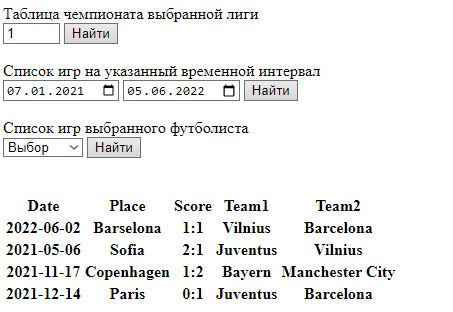 Таблица чемпионата выбранной лиги
1 Найти
Список игр на указанный временной интервал
07.01.2021 05.06.2022 Найти
Список игр выбранного футболиста
Выбор Найти
Date Place Score Team1 Team2
2022-06-02 Barselona 1:1 Vilnius Barcelona
2021-05-06 Sofia 2:1 Juventus Vilnius
2021-11-17 Copenhagen 1:2 Bayern Manchester City
2021-12-14 Paris 0:1 Juventus Barcelona